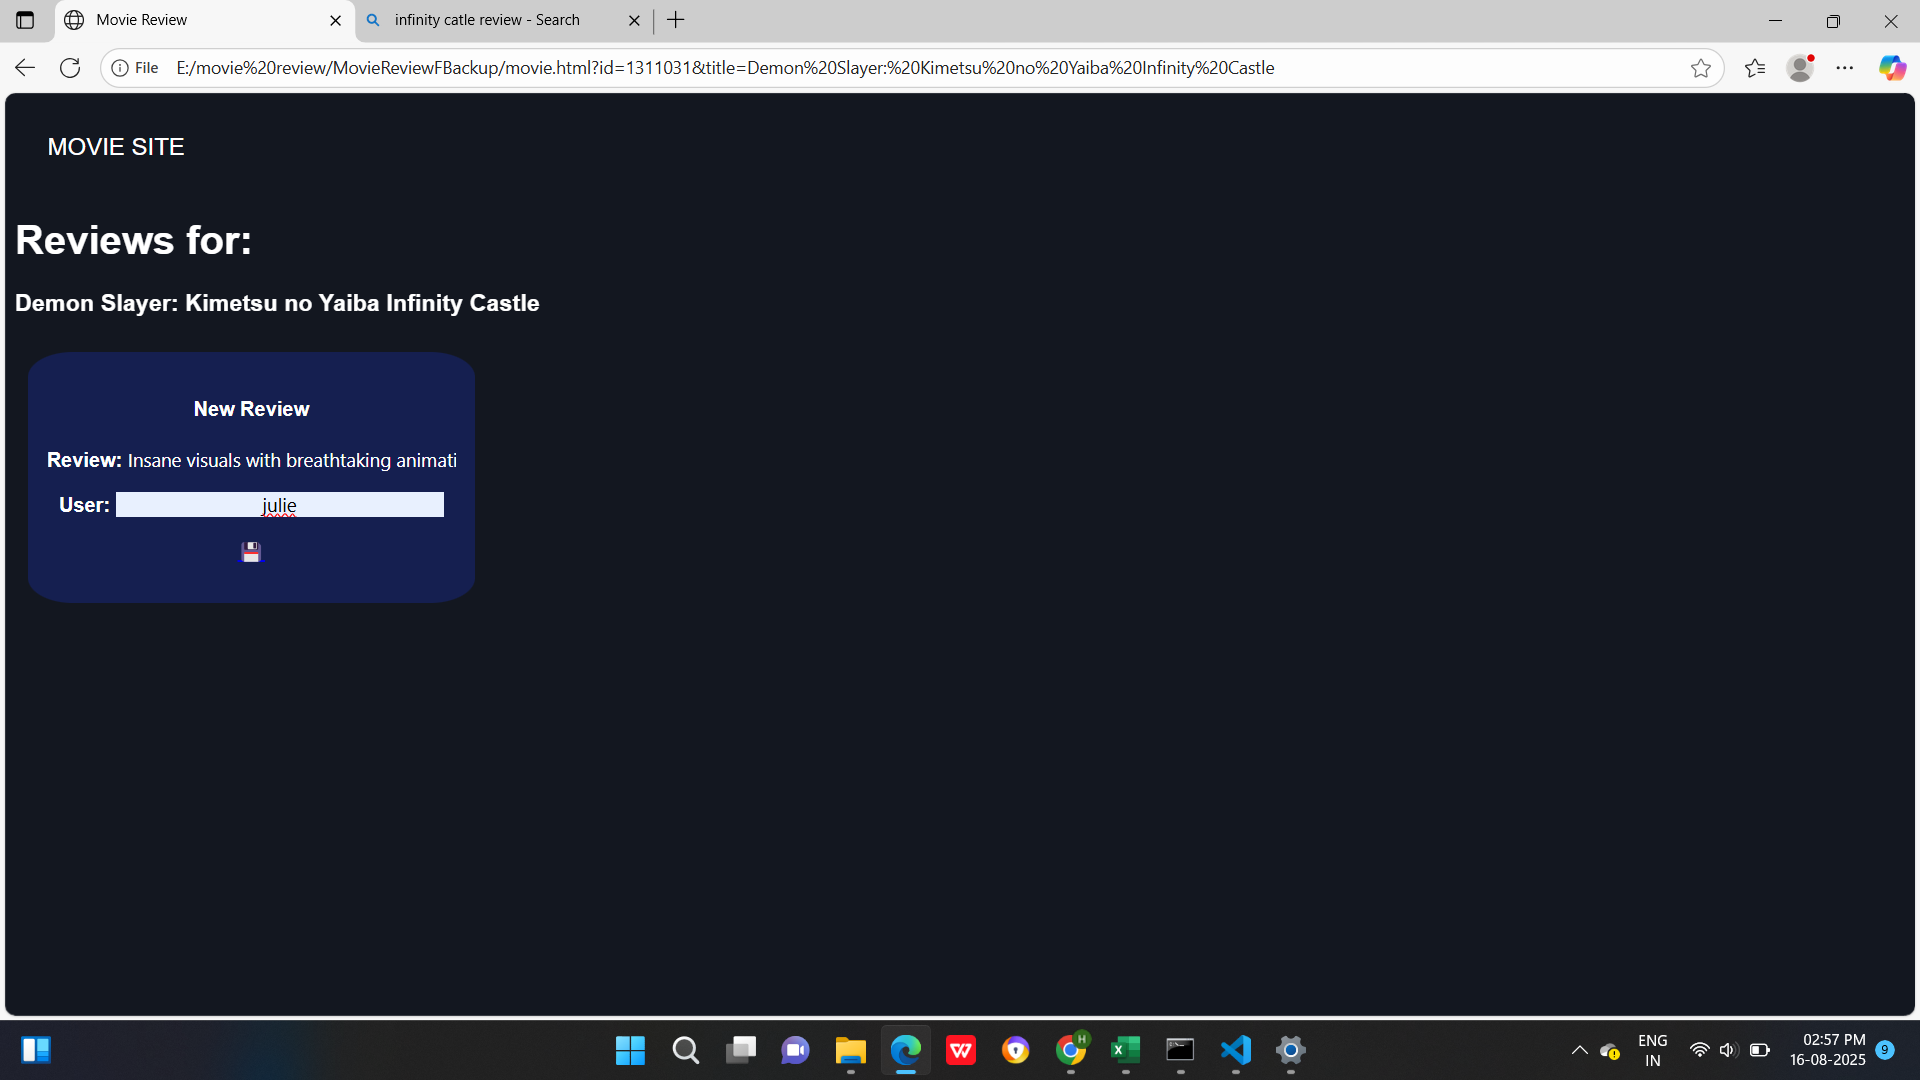 Movie Review
infinity catle review - Search
File E:/movie%20review/MovieReviewFBackup/movie.html?id=1311031&title=Demon%20Slayer:%20Kimetsu%20no%20Yaiba%20Infinity%20Castle
MOVIE SITE
Reviews for:
Demon Slayer: Kimetsu no Yaiba Infinity Castle
New Review
Review: Insane visuals with breathtaking animati
User: julie
H
ENG
IN
02:57 PM
16-08-2025
9